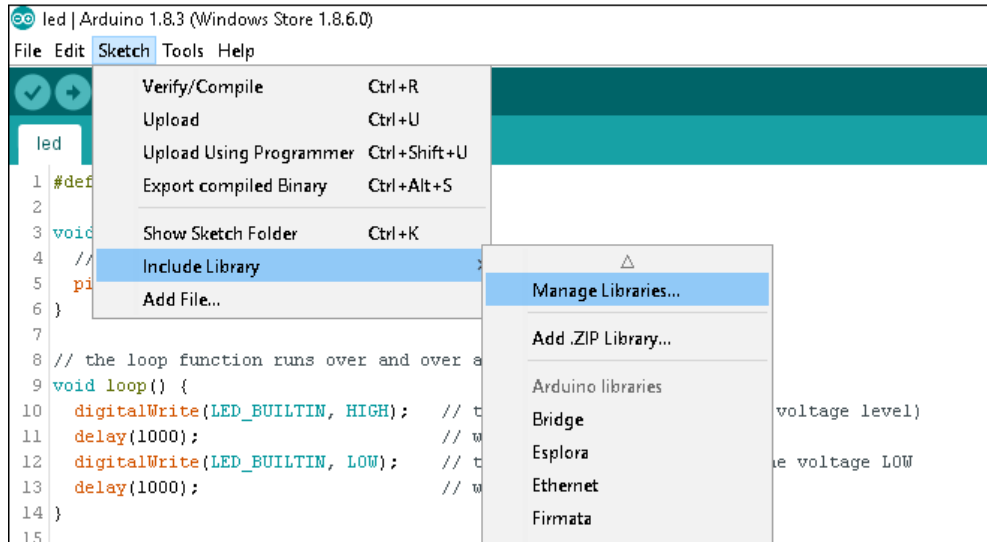 led | Arduino 1.8.3 (Windows Store 1.8.6.0)
File Edit Sketch Tools Help
Verify/Compile Ctrl+R
Upload Ctrl+U
Upload Using Programmer Ctrl+Shift+U
Export compiled Binary Ctrl+Alt+S
Show Sketch Folder Ctrl+K
Include Library
Add File...
Manage Libraries...
Add .ZIP Library...
Arduino libraries
Bridge
Esplora
Ethernet
Firmata
led
1 #def
2
3 void
4 //
5 pi
6 }
7
8 // the loop function runs over and over a
9 void loop() {
10 digitalWrite(LED_BUILTIN, HIGH); // t voltage level)
11 delay(1000); // w
12 digitalWrite(LED_BUILTIN, LOW); // t e voltage LOW
13 delay(1000); // w
14 }
15